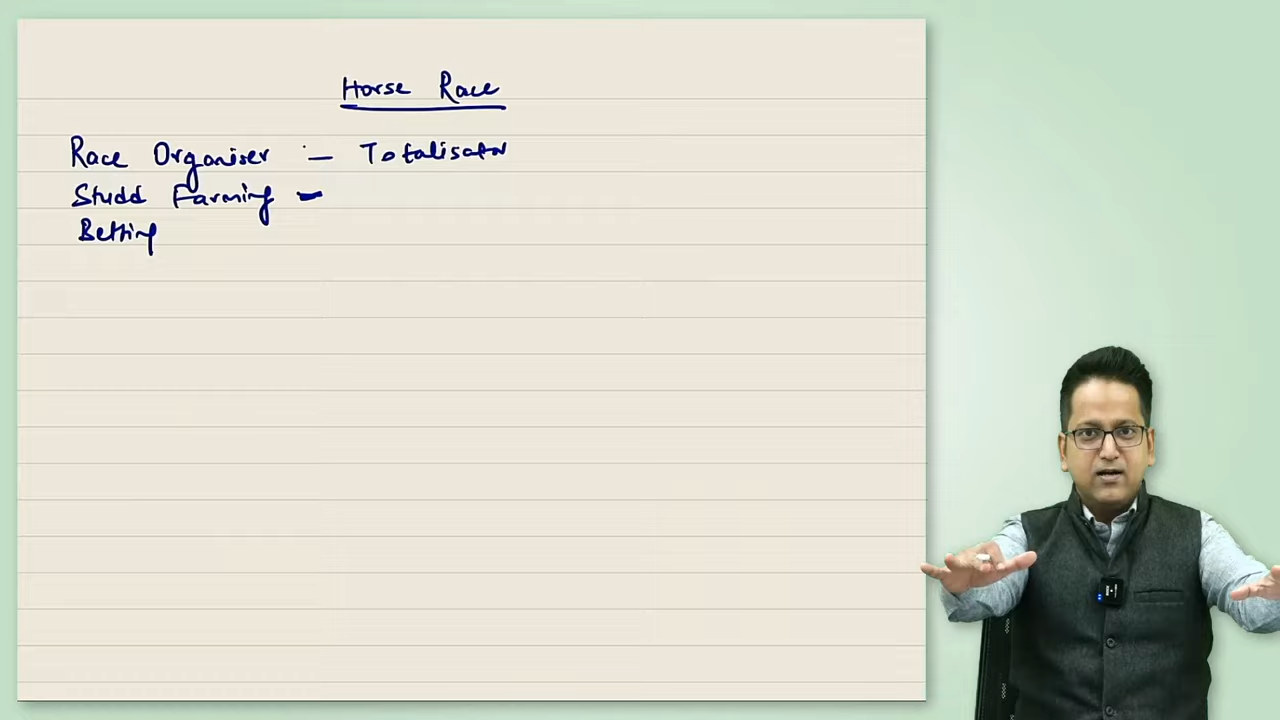 Horse Race
Race Organiser :- Totalisator
Studd Farming -
Betting